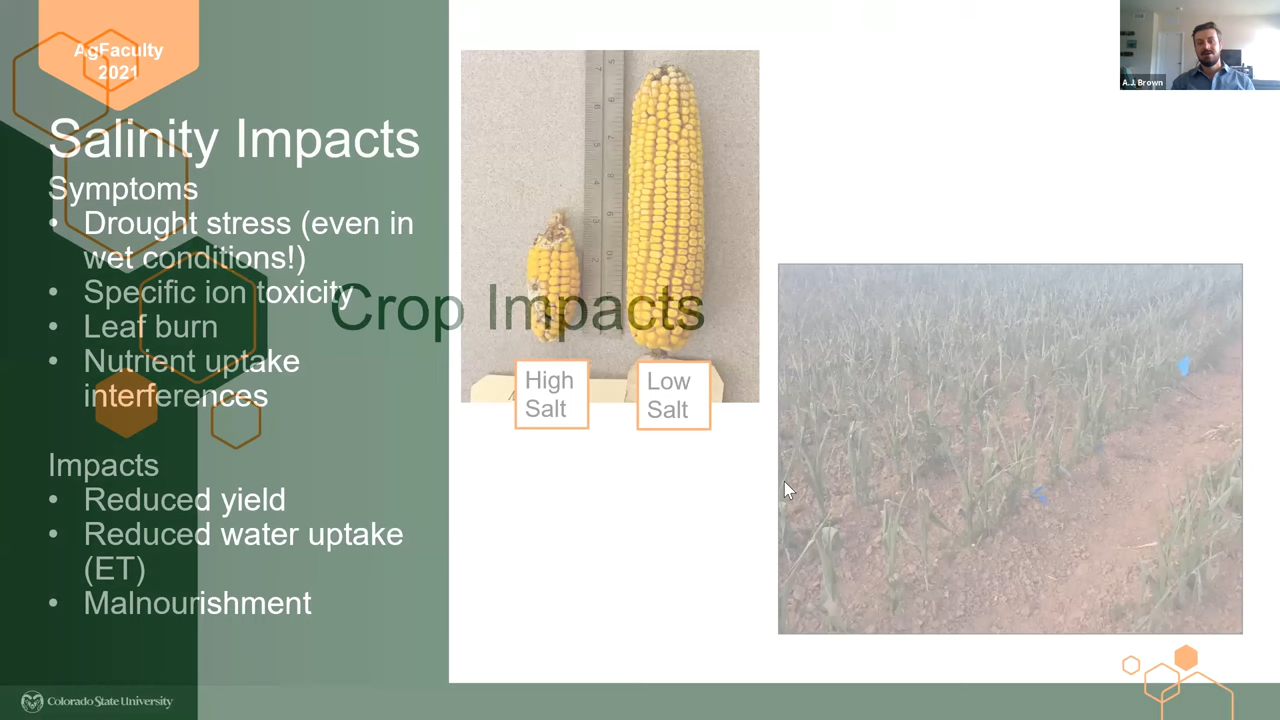 AgFaculty
2021
Salinity Impacts
Symptoms
• Drought stress (even in
wet conditions!)
• Specific ion toxicity
• Leaf burn
• Nutrient uptake
interferences
Impacts
• Reduced yield
• Reduced water uptake
(ET)
• Malnourishment
Crop Impacts
High
Salt
Low
Salt
A.J. Brown
Colorado State University